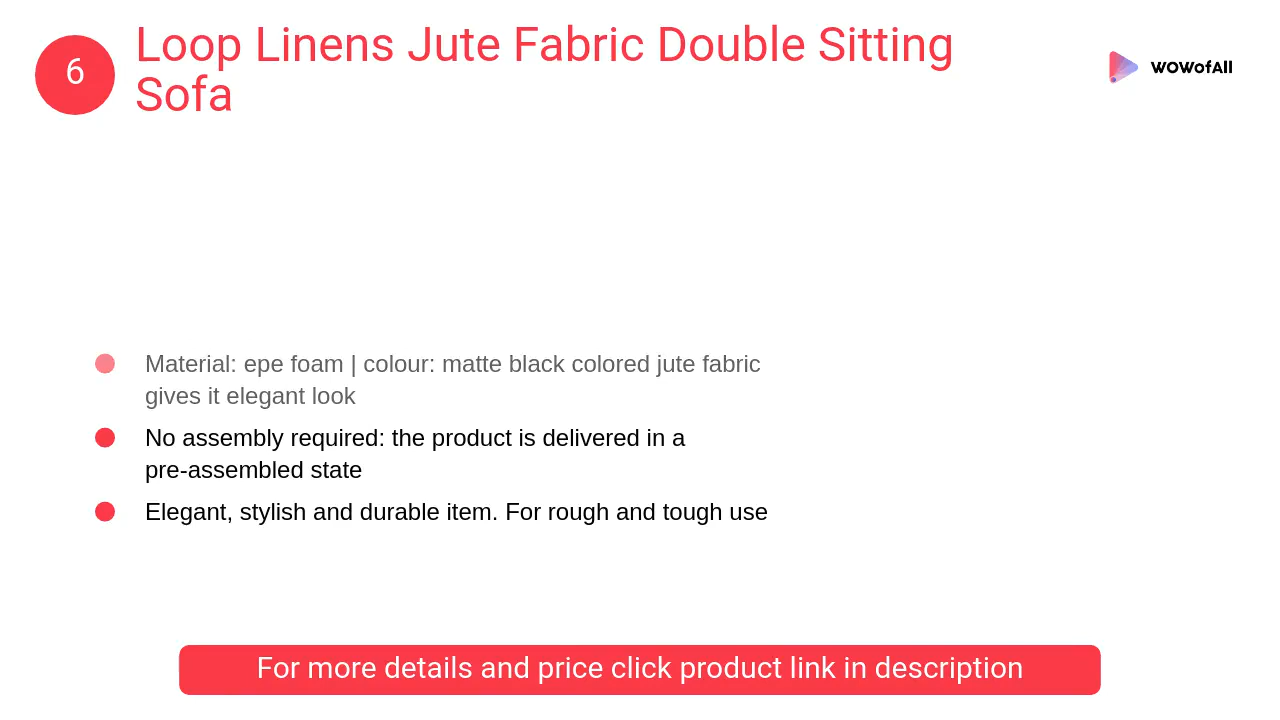 6
Loop Linens Jute Fabric Double Sitting
Sofa
WOWofAll
Material: epe foam | colour: matte black colored jute fabric
gives it elegant look
No assembly required: the product is delivered in a
pre-assembled state
Elegant, stylish and durable item. For rough and tough use
For more details and price click product link in description